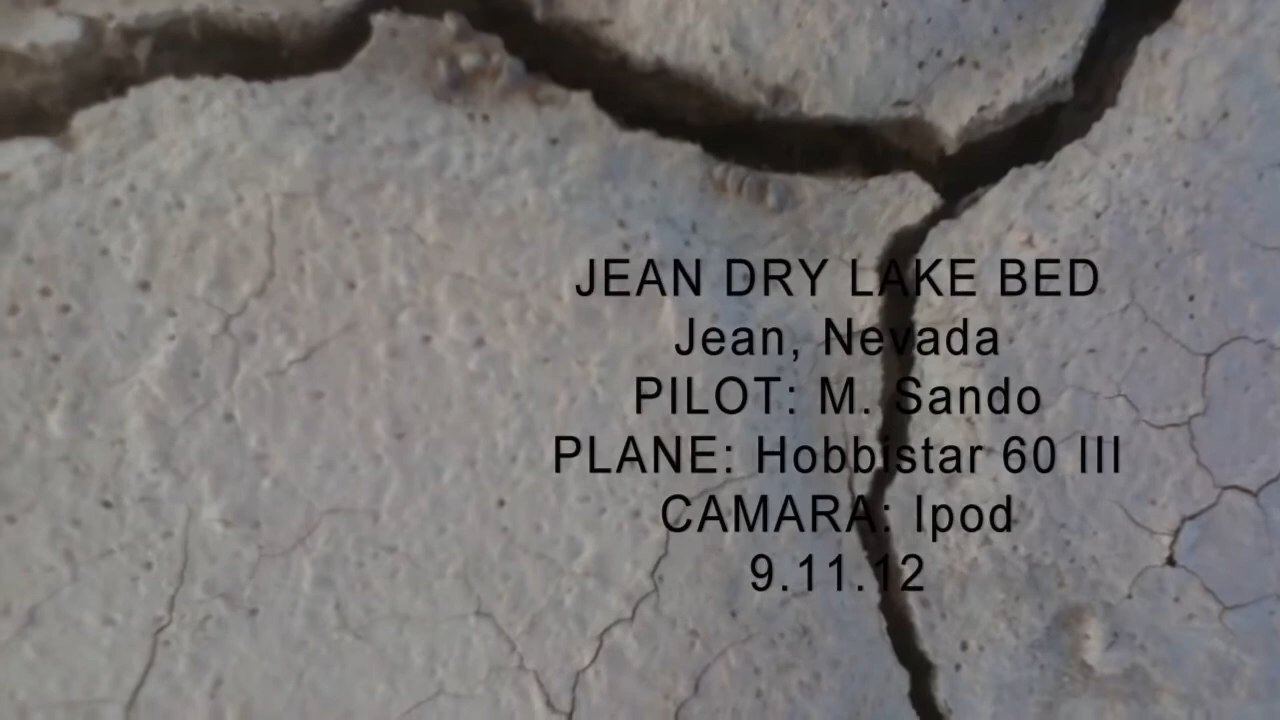 JEAN DRY LAKE BED
Jean, Nevada
PILOT: M. Sando
PLANE: Hobbistar 60 III
CAMARA: Ipod
9.11.12